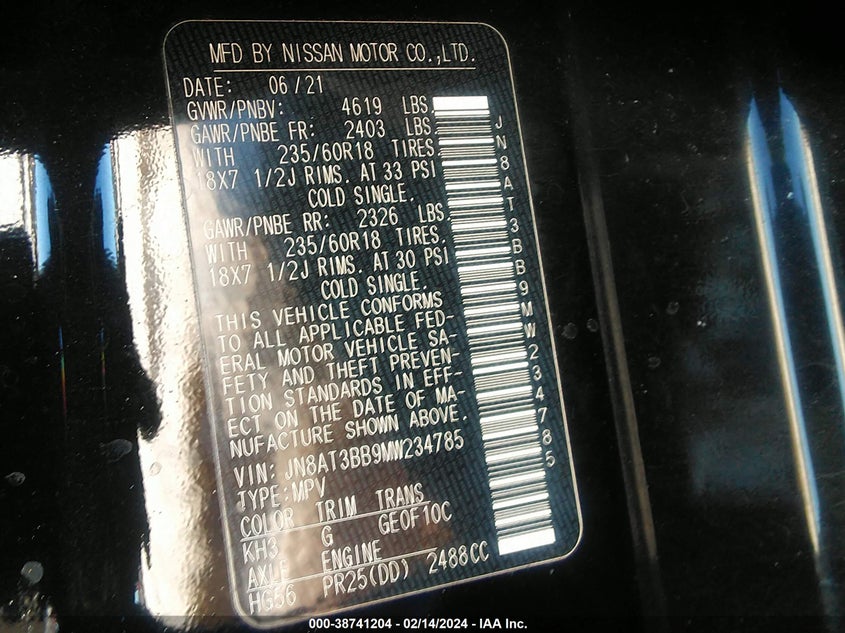 MFD BY NISSAN MOTOR CO.,LTD.
DATE: 06/21
GVWR/PNBV: 4619 LBS
GAWR/PNBE FR: 2403 LBS
WITH 235/60R18 TIRES
18X7 1/2J RIMS. AT 33 PSI
COLD SINGLE.
GAWR/PNBE RR: 2326 LBS
WITH 235/60R18 TIRES.
18X7 1/2J RIMS. AT 30 PSI
COLD SINGLE.
THIS VEHICLE CONFORMS
TO ALL APPLICABLE FED-
ERAL MOTOR VEHICLE SA-
FETY AND THEFT PREVEN-
TION STANDARDS IN EFF-
ECT ON THE DATE OF MA-
NUFACTURE SHOWN ABOVE.
VIN: JN8AT3BB9MW234785
TYPE:MPV
COLOR TRIM TRANS
KH3 G GE0F10C
AXLE ENGINE
HG56 PR25(DD) 2488CC
JN8AT3BB9MW234785
000-38741204 - 02/14/2024 - IAA Inc.